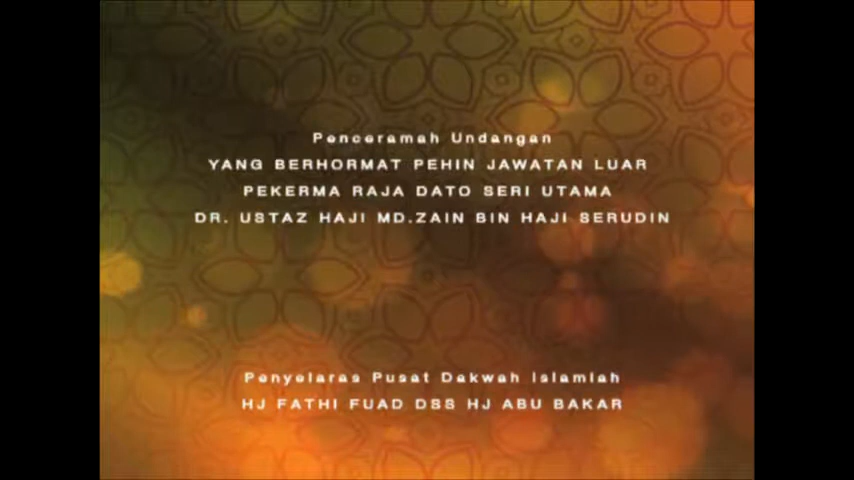 Penceramah Undangan
YANG BERHORMAT PEHIN JAWATAN LUAR
PEKERMA RAJA DATO SERI UTAMA
DR. USTAZ HAJI MD.ZAIN BIN HAJI SERUDIN
Penyelaras Pusat Dakwah Islamiah
HJ FATHI FUAD DSS HJ ABU BAKAR